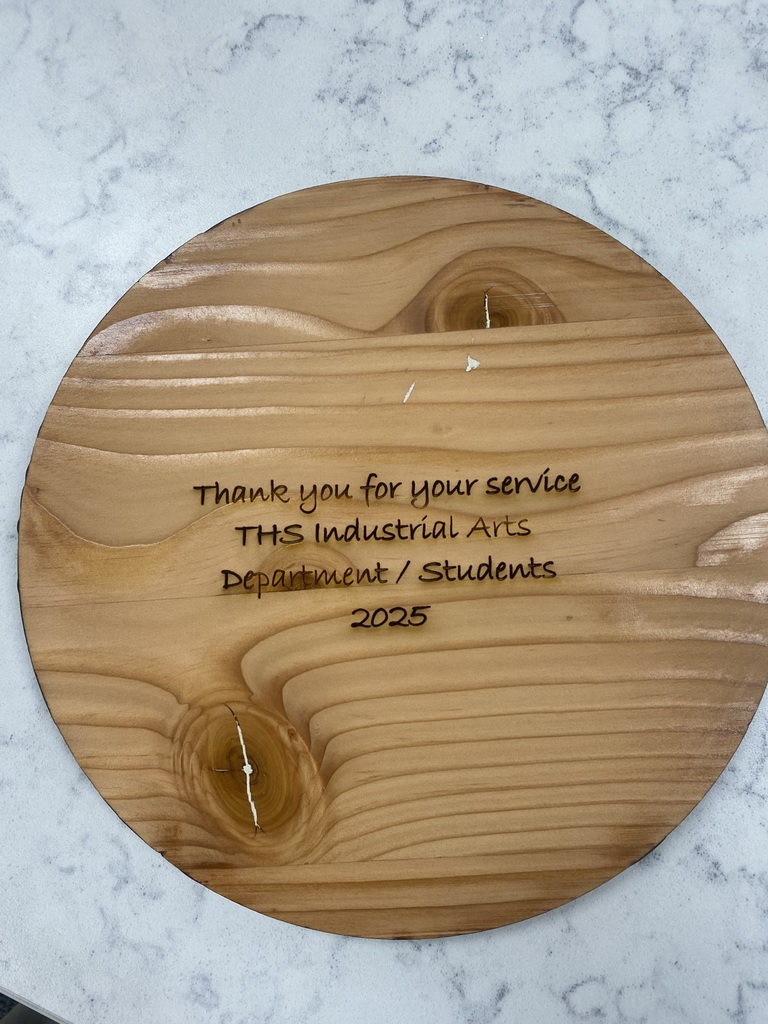 Thank you for your service
THS Industrial Arts
Department / Students
2025